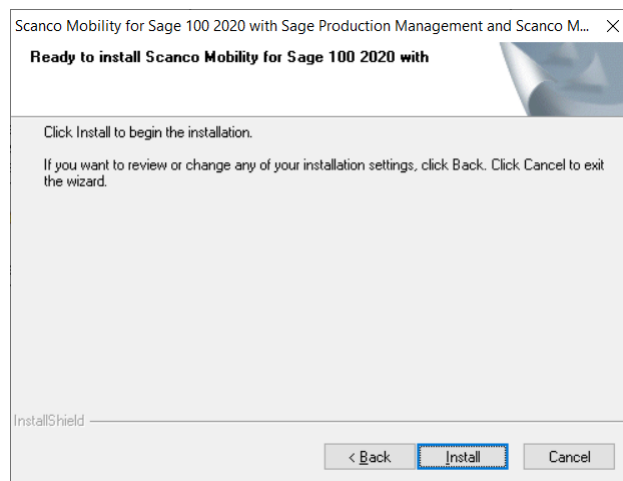 Scanco Mobility for Sage 100 2020 with Sage Production Management and Scanco M...
Ready to install Scanco Mobility for Sage 100 2020 with
Click Install to begin the installation.
If you want to review or change any of your installation settings, click Back. Click Cancel to exit
the wizard.
InstallShield
< Back Install Cancel